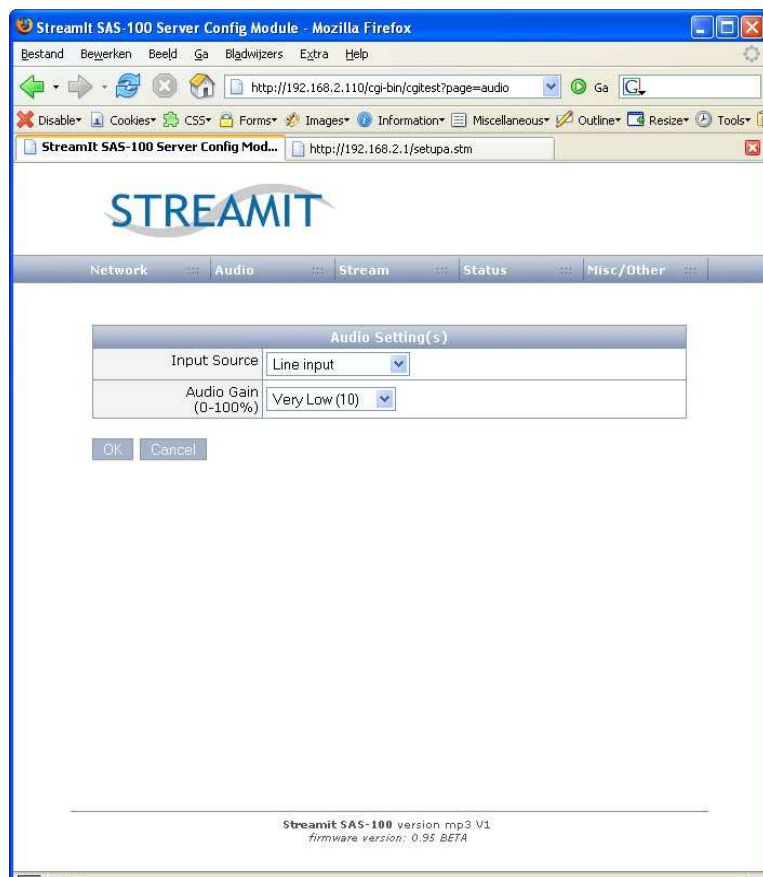 StreamIt SAS-100 Server Config Module - Mozilla Firefox
Bestand Bewerken Beeld Ga Bladwijzers Extra Help
http://192.168.2.110/cgi-bin/cgitest?page=audio Ga G
Disable Cookies CSS Forms Images Information Miscellaneous Outline Resize Tools
StreamIt SAS-100 Server Config Mod... http://192.168.2.1/setupa.stm
STREAMIT
Network Audio Stream Status Misc/Other
Audio Setting(s)
Input Source Line input
Audio Gain
(0-100%) Very Low (10)
OK Cancel
Streamit SAS-100 version mp3 V1
firmware version: 0.95 BETA